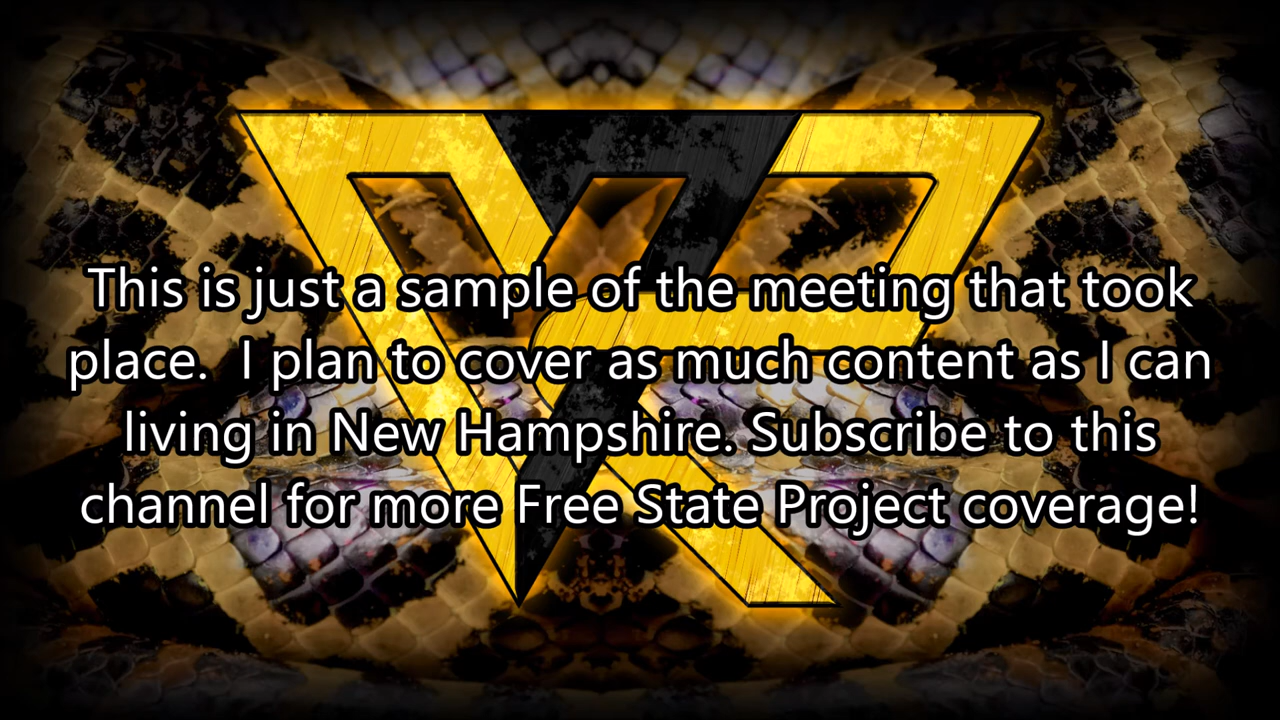 This is just a sample of the meeting that took
place.  I plan to cover as much content as I can
living in New Hampshire. Subscribe to this
channel for more Free State Project coverage!